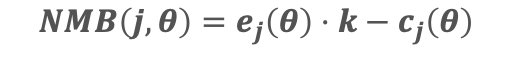 NMB(j, θ) = e_j(θ) · k − c_j(θ)